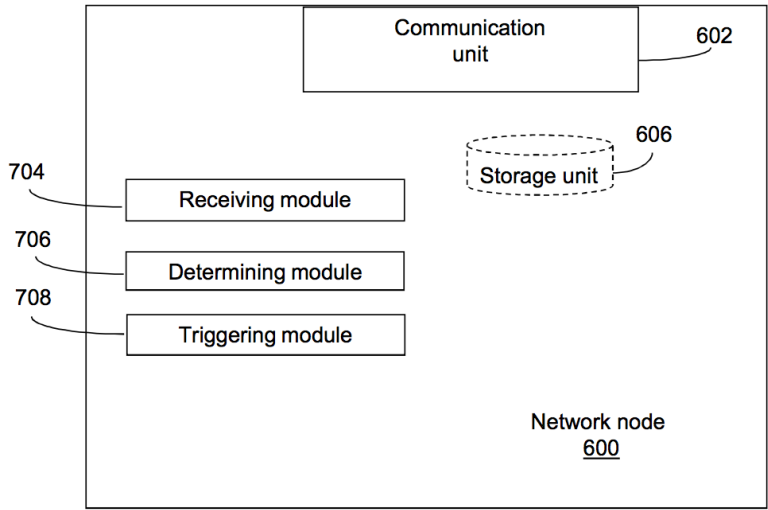 Communication
unit
602
606
Storage unit
704
Receiving module
706
Determining module
708
Triggering module
Network node
600